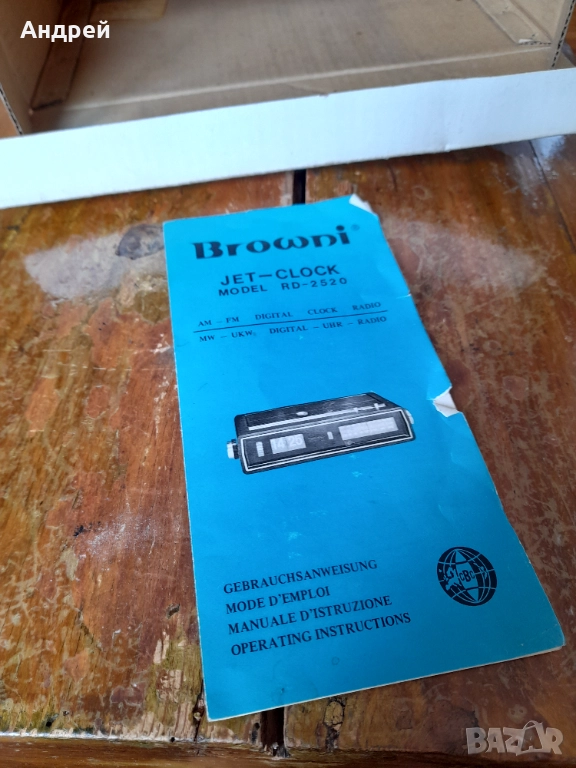 Андрей
Browni®
JET-CLOCK
MODEL RD-2520
AM - FM DIGITAL CLOCK RADIO
MW - UKW DIGITAL - UHR - RADIO
GEBRAUCHSANWEISUNG
MODE D'EMPLOI
MANUALE D'ISTRUZIONE
OPERATING INSTRUCTIONS
BAZAR